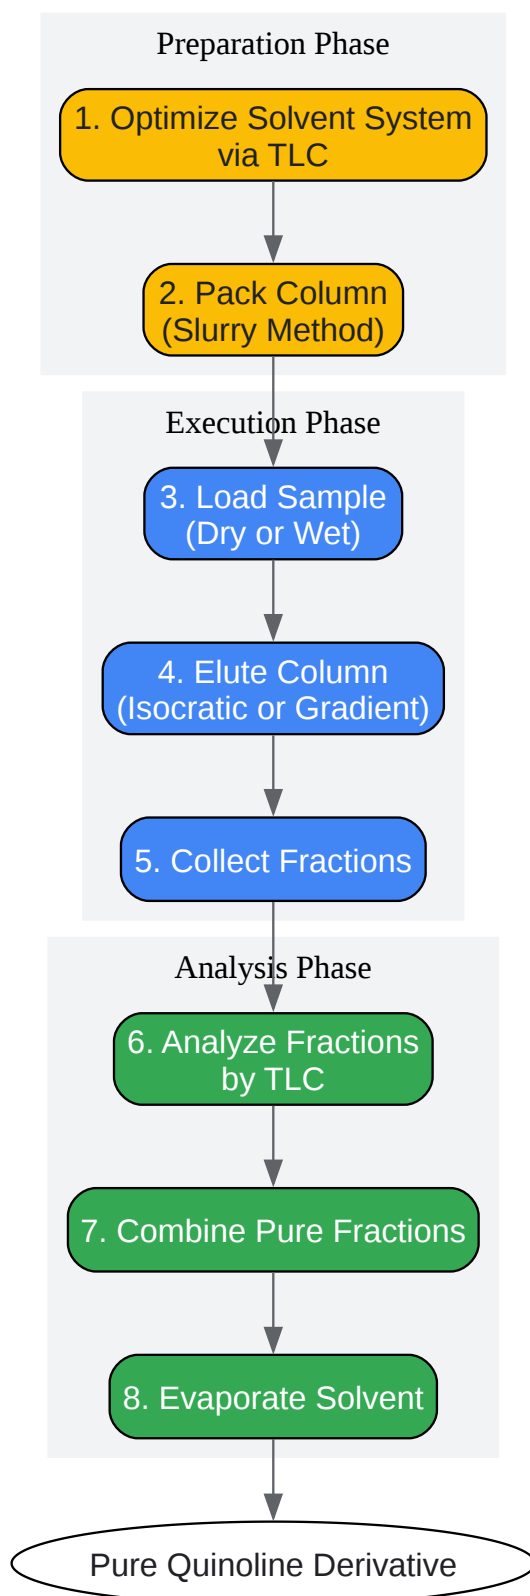 Preparation Phase
1. Optimize Solvent System
via TLC
2. Pack Column
(Slurry Method)
Execution Phase
3. Load Sample
(Dry or Wet)
4. Elute Column
(Isocratic or Gradient)
5. Collect Fractions
Analysis Phase
6. Analyze Fractions
by TLC
7. Combine Pure Fractions
8. Evaporate Solvent
Pure Quinoline Derivative